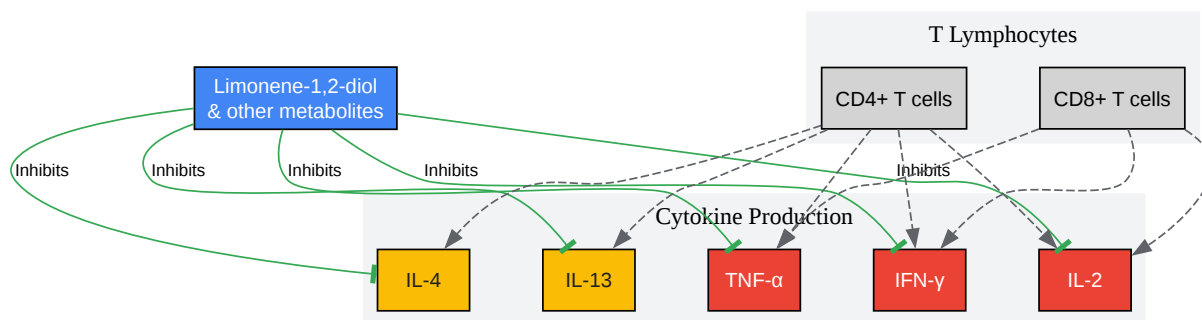 T Lymphocytes
Limonene-1,2-diol
& other metabolites
CD4+ T cells
CD8+ T cells
Inhibits
Inhibits
Inhibits
Inhibits
Inhibits
Cytokine Production
IL-4
IL-13
TNF-α
IFN-γ
IL-2